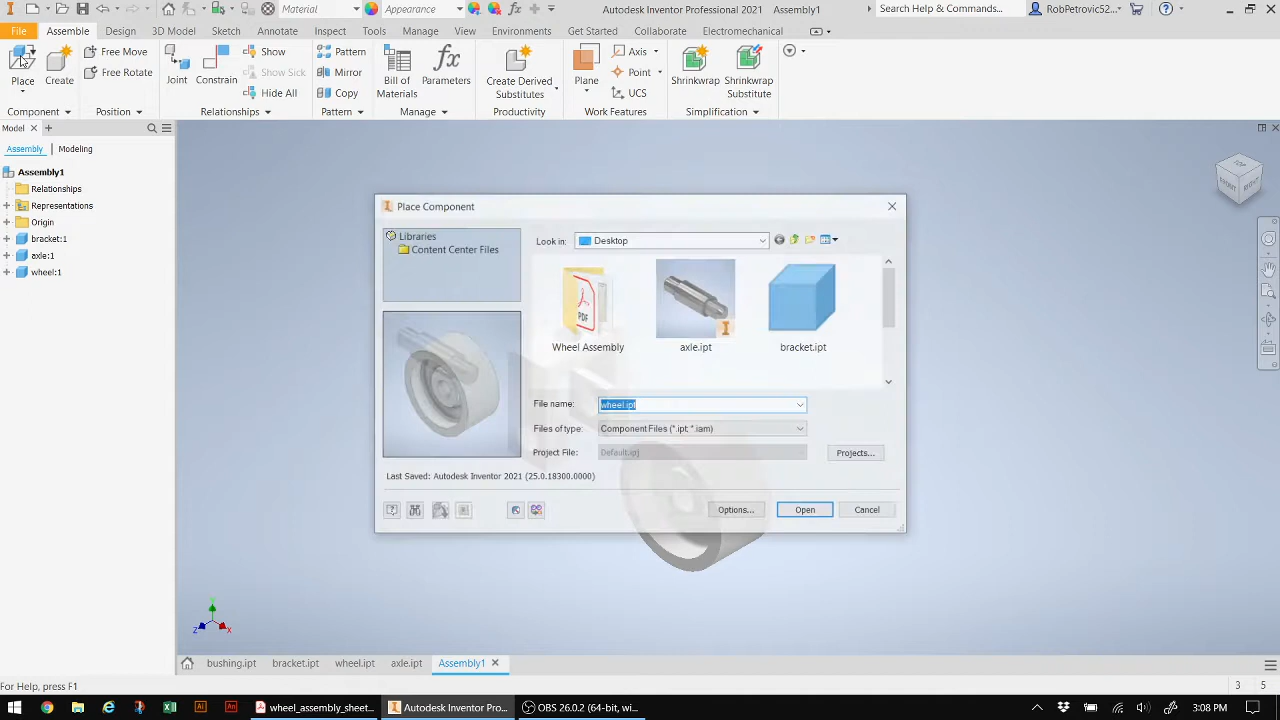 Material
Appearance
Autodesk Inventor Professional 2021 Assembly1
Search Help & Commands...
RobPetrovic52...
File
Assemble
Design
3D Model
Sketch
Annotate
Inspect
Tools
Manage
View
Environments
Get Started
Collaborate
Electromechanical
Place
Create
Free Move
Free Rotate
Joint
Constrain
Show
Show Sick
Hide All
Pattern
Mirror
Copy
Bill of
Materials
Parameters
Create Derived
Substitutes
Plane
Axis
Point
UCS
Shrinkwrap
Shrinkwrap
Substitute
Component
Position
Relationships
Pattern
Manage
Productivity
Work Features
Simplification
Model
Assembly
Modeling
Assembly1
Relationships
Representations
Origin
bracket:1
axle:1
wheel:1
Place Component
Libraries
Content Center Files
Look in:
Desktop
PDF
Wheel Assembly
axle.ipt
bracket.ipt
File name:
wheel.ipt
Files of type:
Component Files (*.ipt; *.iam)
Project File:
Default.ipj
Projects...
Last Saved: Autodesk Inventor 2021 (25.0.18300.0000)
Options...
Open
Cancel
bushing.ipt
bracket.ipt
wheel.ipt
axle.ipt
Assembly1
For Help, press F1
3
5
wheel_assembly_sheet...
Autodesk Inventor Pro...
OBS 26.0.2 (64-bit, wi...
3:08 PM